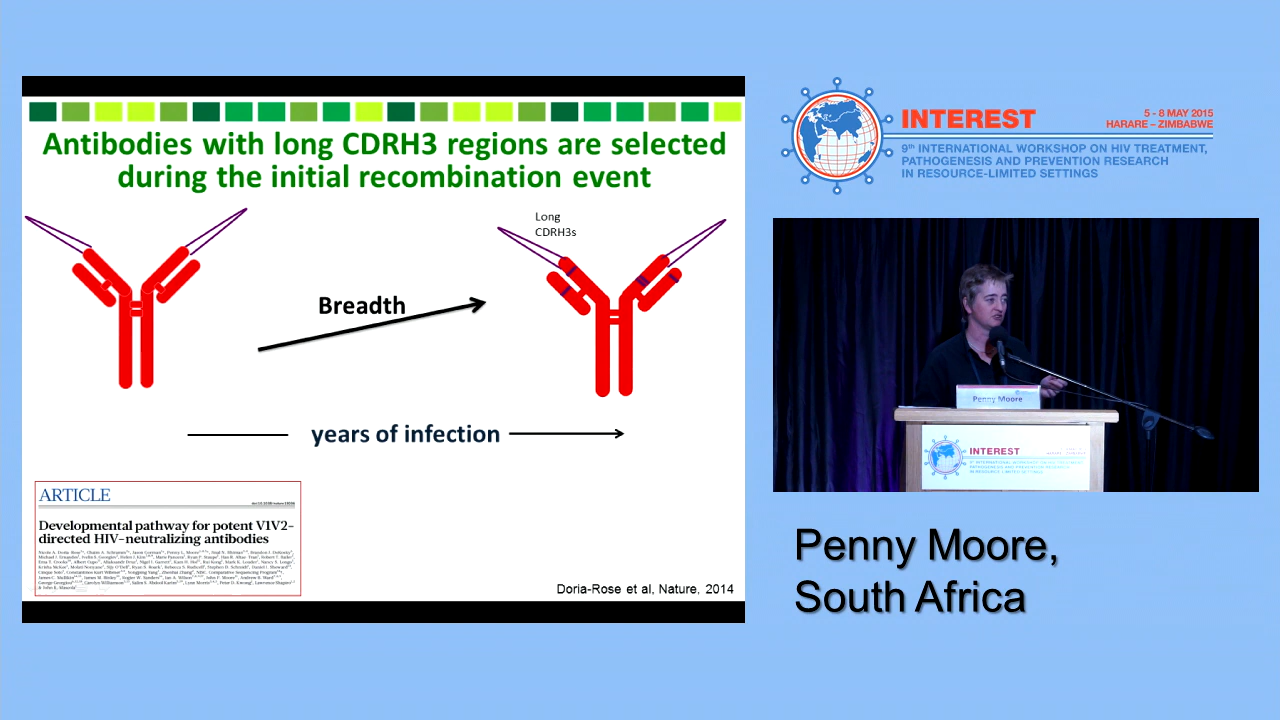 Antibodies with long CDRH3 regions are selected
during the initial recombination event
Long
CDRH3s
Breadth
years of infection
ARTICLE
Developmental pathway for potent V1V2-
directed HIV-neutralizing antibodies
Doria-Rose et al, Nature, 2014
INTEREST
5 - 8 MAY 2015
HARARE – ZIMBABWE
9th INTERNATIONAL WORKSHOP ON HIV TREATMENT,
PATHOGENESIS AND PREVENTION RESEARCH
IN RESOURCE-LIMITED SETTINGS
Penny Moore
INTEREST
Penny Moore,
South Africa